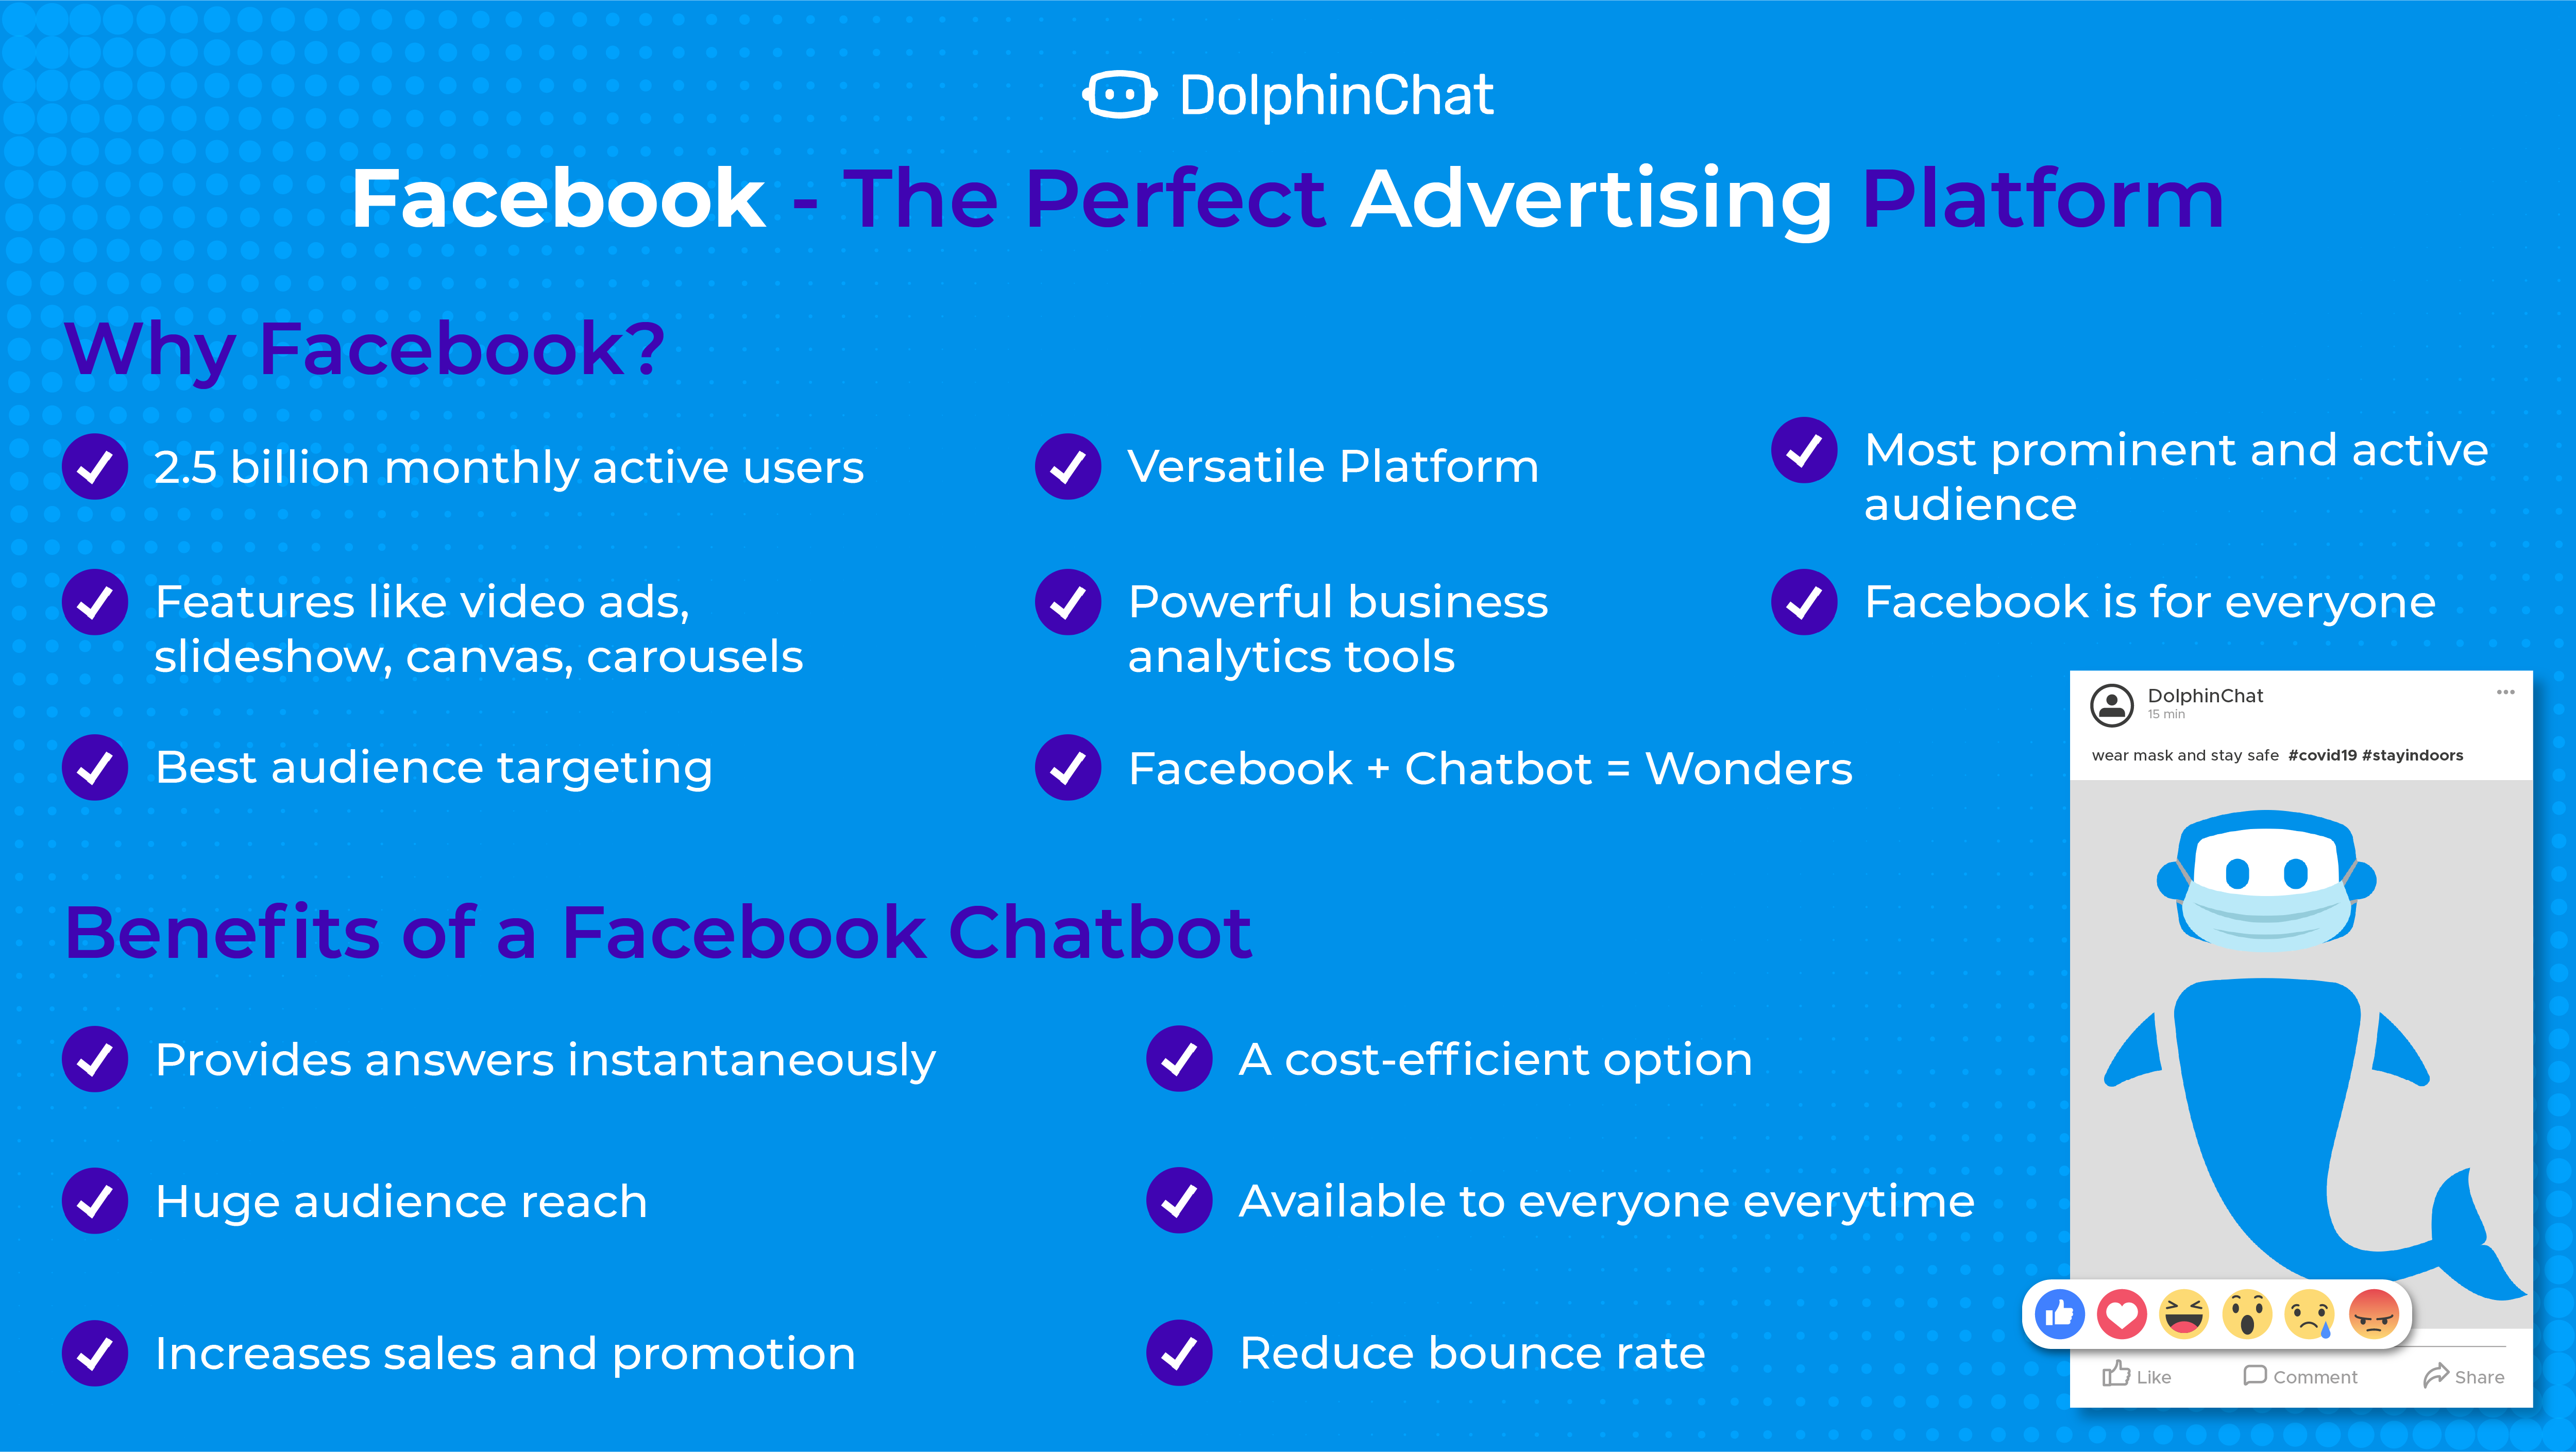 DolphinChat
Facebook - The Perfect Advertising Platform
Why Facebook?
2.5 billion monthly active users
Versatile Platform
Most prominent and active
audience
Features like video ads,
slideshow, canvas, carousels
Powerful business
analytics tools
Facebook is for everyone
Best audience targeting
Facebook + Chatbot = Wonders
Benefits of a Facebook Chatbot
Provides answers instantaneously
A cost-efficient option
Huge audience reach
Available to everyone everytime
Increases sales and promotion
Reduce bounce rate
DolphinChat
15 min
wear mask and stay safe #covid19 #stayindoors
Like
Comment
Share